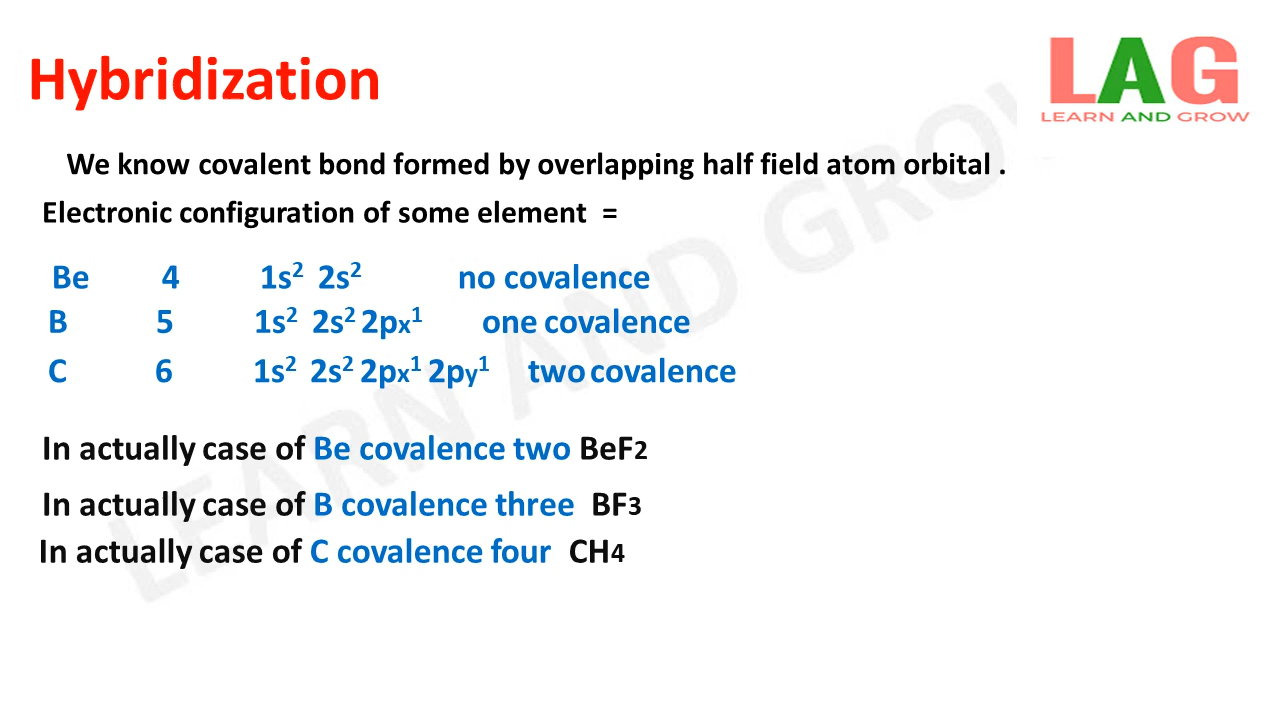 Hybridization
LAG
LEARN AND GROW
We know covalent bond formed by overlapping half field atom orbital .
Electronic configuration of some element =
Be 4 1s² 2s² no covalence
B 5 1s² 2s² 2px¹ one covalence
C 6 1s² 2s² 2px¹ 2py¹ two covalence
In actually case of Be covalence two BeF2
In actually case of B covalence three BF3
In actually case of C covalence four CH4
LEARN AND GROW